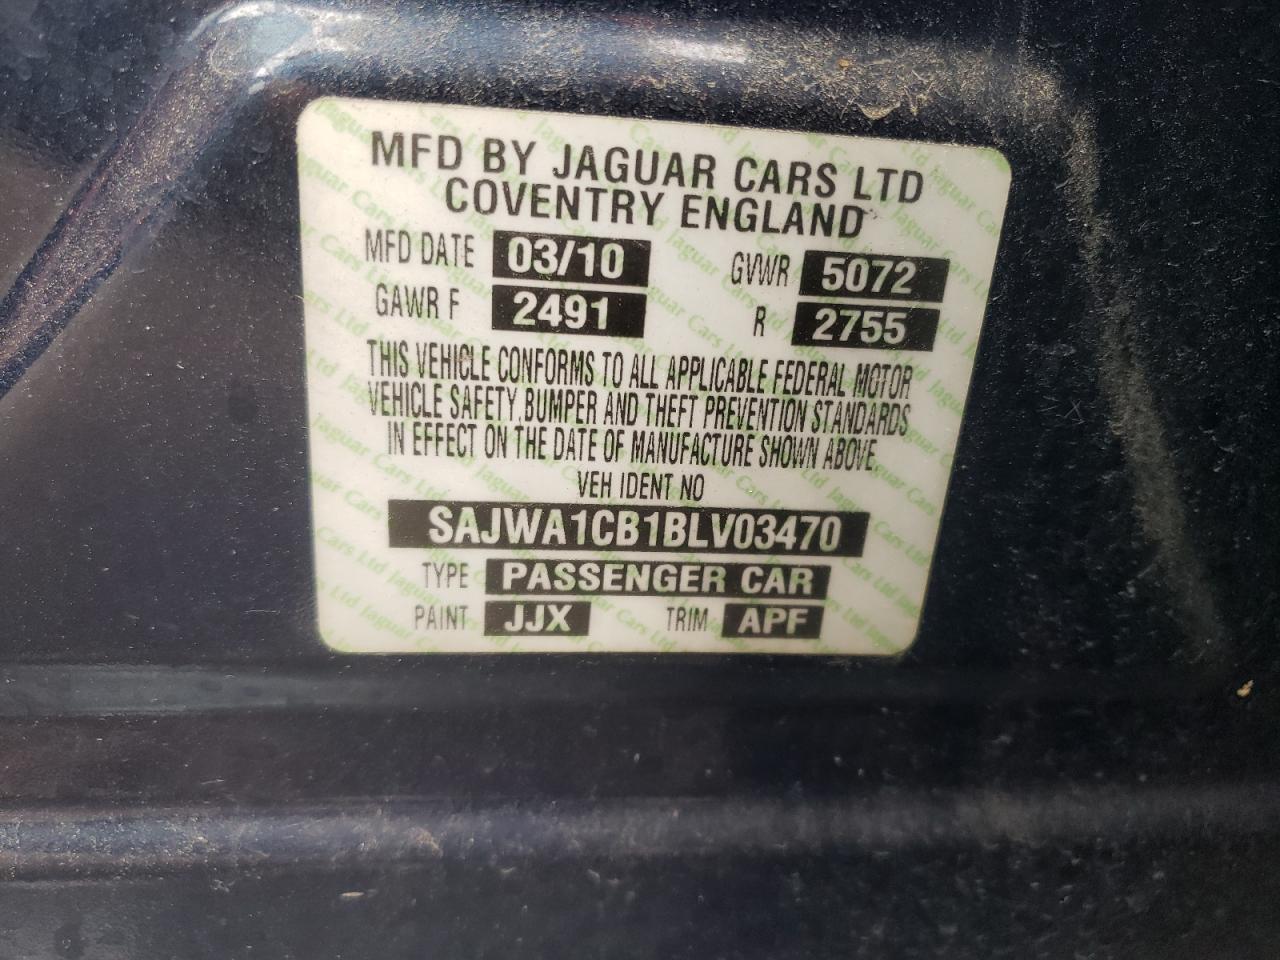 MFD BY JAGUAR CARS LTD
COVENTRY ENGLAND
MFD DATE 03/10 GVWR 5072
GAWR F 2491 R 2755
THIS VEHICLE CONFORMS TO ALL APPLICABLE FEDERAL MOTOR
VEHICLE SAFETY, BUMPER AND THEFT PREVENTION STANDARDS
IN EFFECT ON THE DATE OF MANUFACTURE SHOWN ABOVE
VEH IDENT NO
SAJWA1CB1BLV03470
TYPE PASSENGER CAR
PAINT JJX TRIM APF